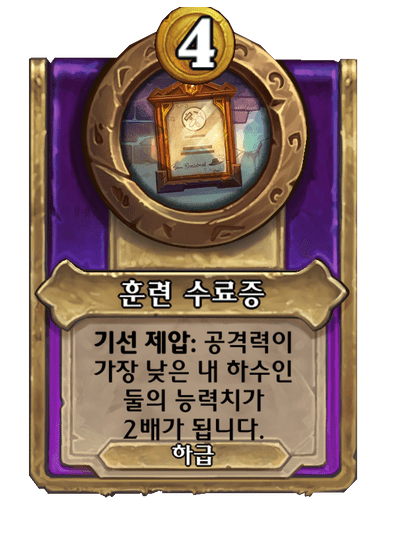 4
훈련 수료증
기선 제압: 공격력이
가장 낮은 내 하수인
둘의 능력치가
2배가 됩니다.
하급